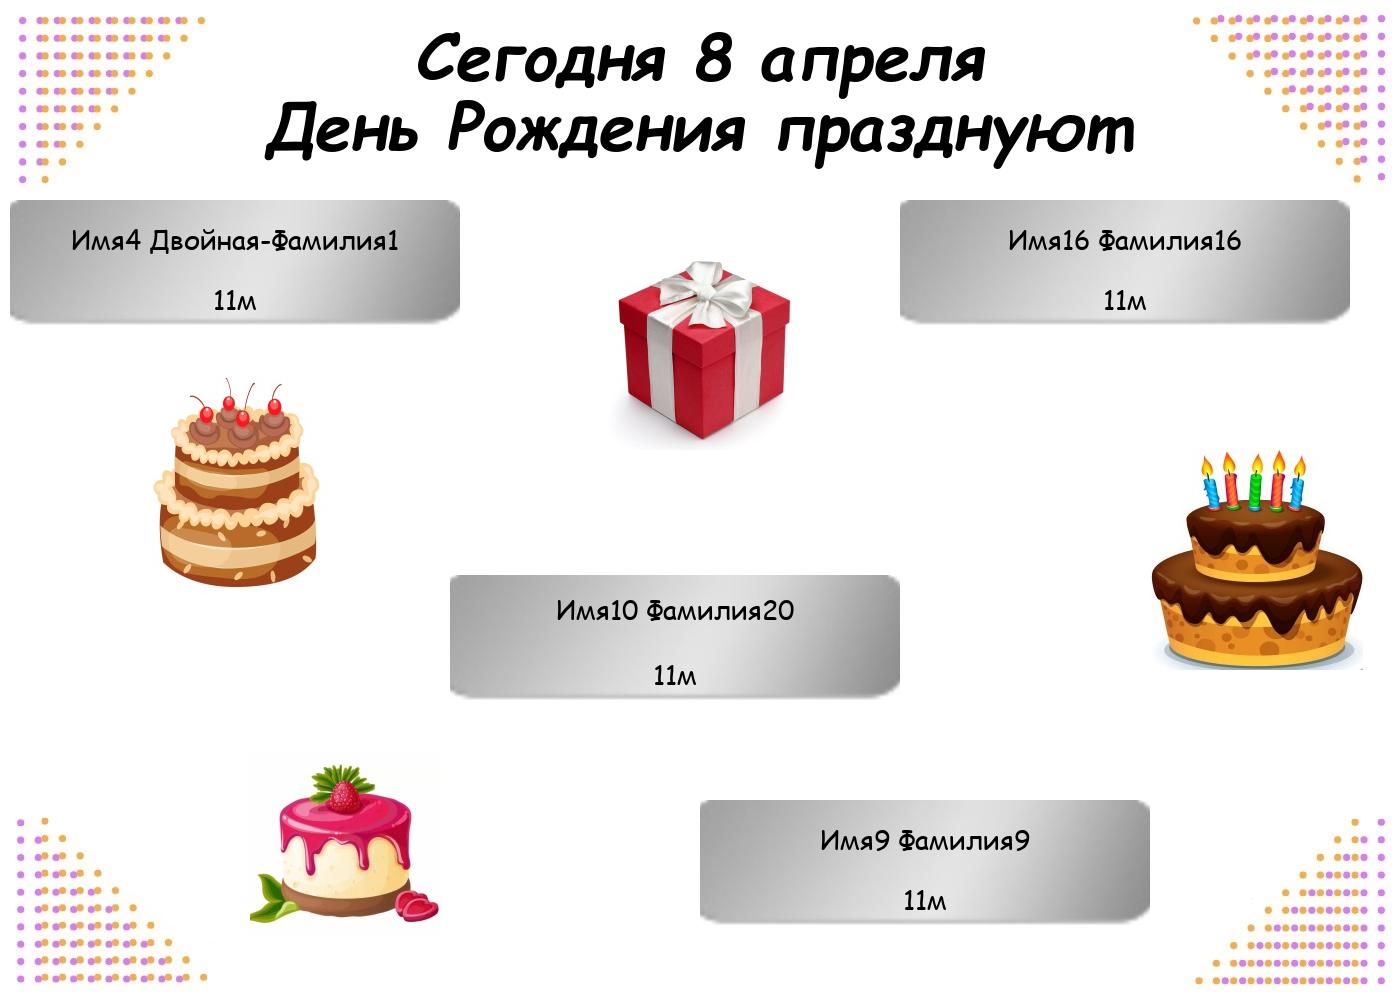 Сегодня 8 апреля
День Рождения празднуют
Имя4 Двойная-Фамилия1
11м
Имя16 Фамилия16
11м
Имя10 Фамилия20
11м
Имя9 Фамилия9
11м